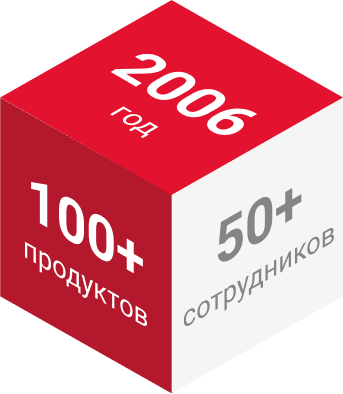 2006
год
100+
продуктов
50+
сотрудников